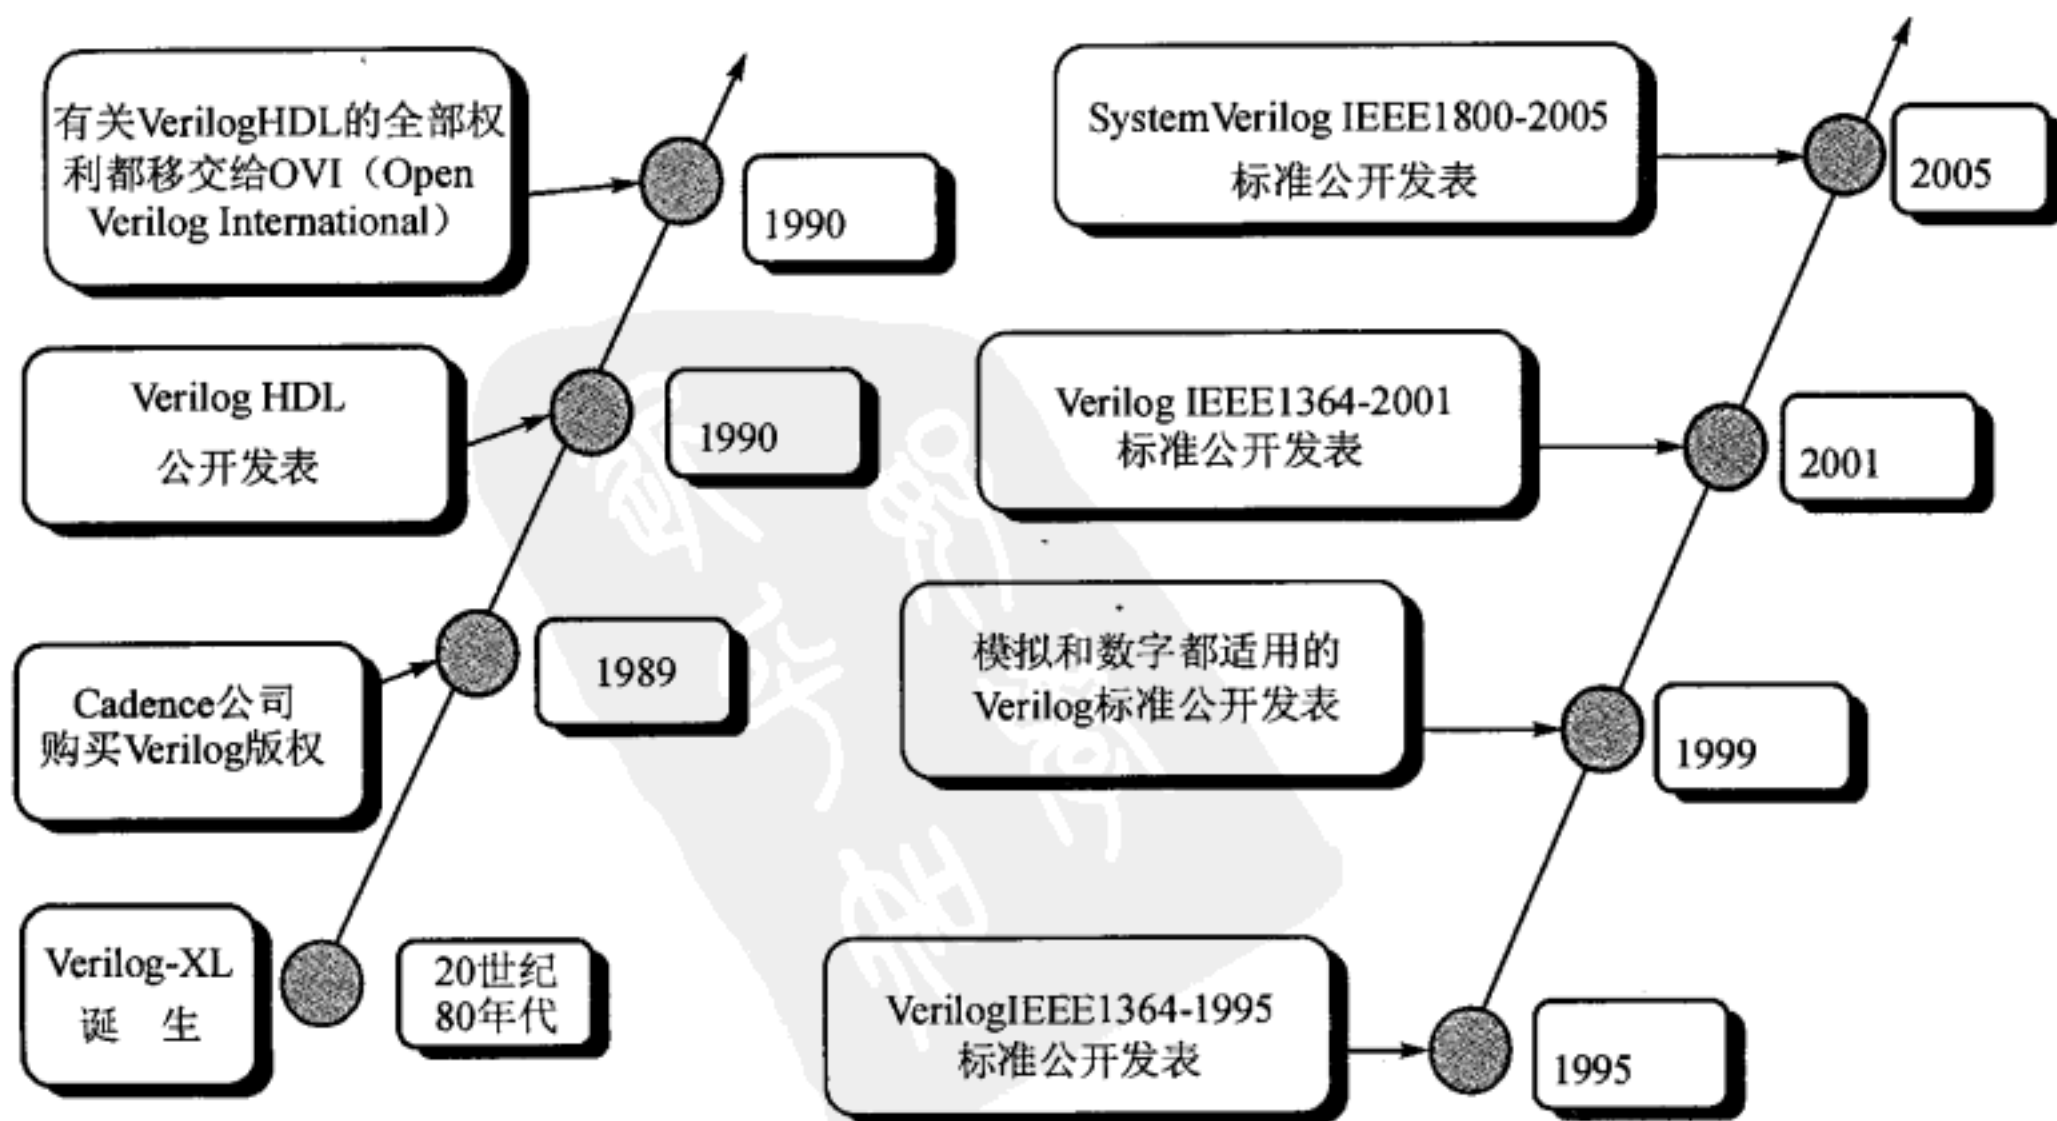 有关VerilogHDL的全部权
利都移交给OVI（Open
Verilog International）
1990
Verilog HDL
公开发表
1990
Cadence公司
购买Verilog版权
1989
Verilog-XL
诞 生
20世纪
80年代
SystemVerilog IEEE1800-2005
标准公开发表
2005
Verilog IEEE1364-2001
标准公开发表
2001
模拟和数字都适用的
Verilog标准公开发表
1999
VerilogIEEE1364-1995
标准公开发表
1995